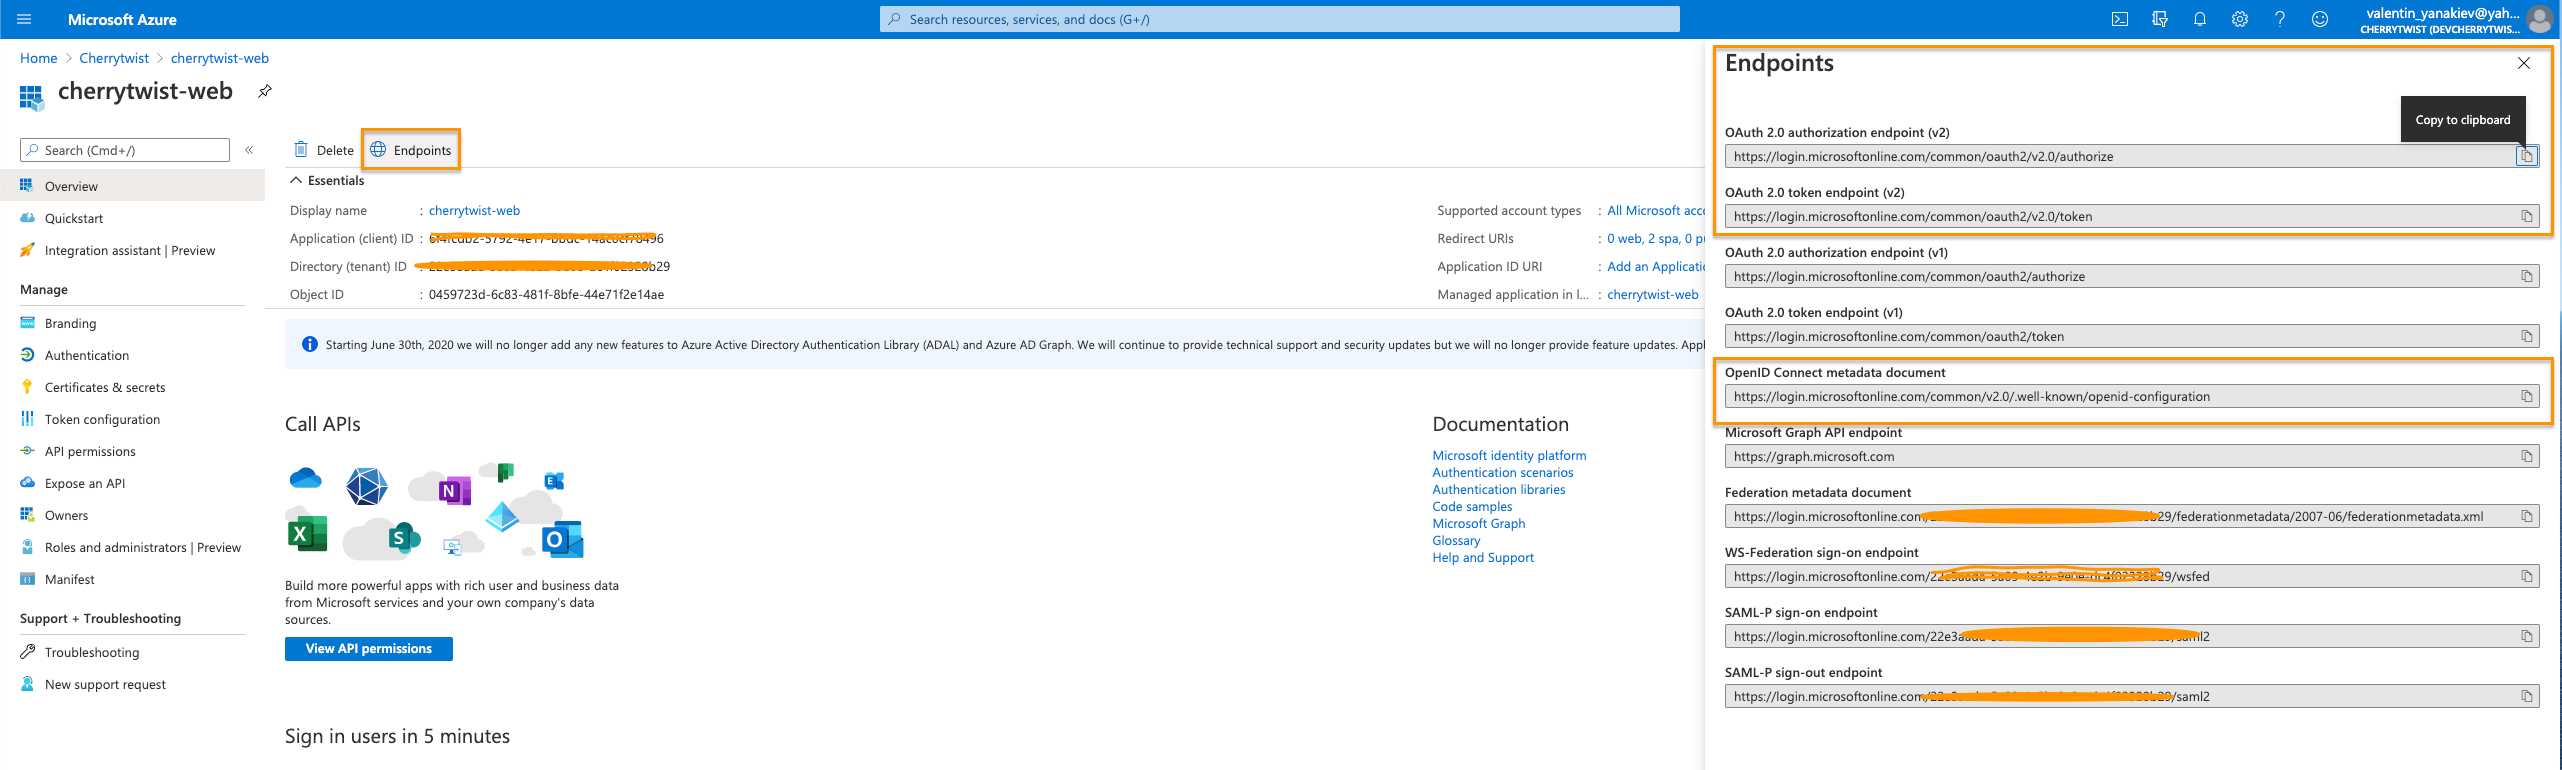 Microsoft Azure
Search resources, services, and docs (G+/)
valentin_yanakiev@yah...
CHERRYTWIST (DEVCHERRYTWIS...
Home > Cherrytwist > cherrytwist-web
cherrytwist-web
Search (Cmd+/)
«
Overview
Quickstart
Integration assistant | Preview
Manage
Branding
Authentication
Certificates & secrets
Token configuration
API permissions
Expose an API
Owners
Roles and administrators | Preview
Manifest
Support + Troubleshooting
Troubleshooting
New support request
Delete
Endpoints
Essentials
Display name : cherrytwist-web
Application (client) ID :
Directory (tenant) ID
Object ID : 0459723d-6c83-481f-8bfe-44e71f2e14ae
Supported account types : All Microsoft acc
Redirect URIs : 0 web, 2 spa, 0 p
Application ID URI : Add an Applicatio
Managed application in l... : cherrytwist-web
Starting June 30th, 2020 we will no longer add any new features to Azure Active Directory Authentication Library (ADAL) and Azure AD Graph. We will continue to provide technical support and security updates but we will no longer provide feature updates. Appl
Call APIs
Build more powerful apps with rich user and business data
from Microsoft services and your own company's data
sources.
View API permissions
Sign in users in 5 minutes
Documentation
Microsoft identity platform
Authentication scenarios
Authentication libraries
Code samples
Microsoft Graph
Glossary
Help and Support
Endpoints
Copy to clipboard
OAuth 2.0 authorization endpoint (v2)
https://login.microsoftonline.com/common/oauth2/v2.0/authorize
OAuth 2.0 token endpoint (v2)
https://login.microsoftonline.com/common/oauth2/v2.0/token
OAuth 2.0 authorization endpoint (v1)
https://login.microsoftonline.com/common/oauth2/authorize
OAuth 2.0 token endpoint (v1)
https://login.microsoftonline.com/common/oauth2/token
OpenID Connect metadata document
https://login.microsoftonline.com/common/v2.0/.well-known/openid-configuration
Microsoft Graph API endpoint
https://graph.microsoft.com
Federation metadata document
https://login.microsoftonline.com/ b29/federationmetadata/2007-06/federationmetadata.xml
WS-Federation sign-on endpoint
https://login.microsoftonline.com/ /wsfed
SAML-P sign-on endpoint
https://login.microsoftonline.com/22e3 saml2
SAML-P sign-out endpoint
https://login.microsoftonline.com/ /saml2